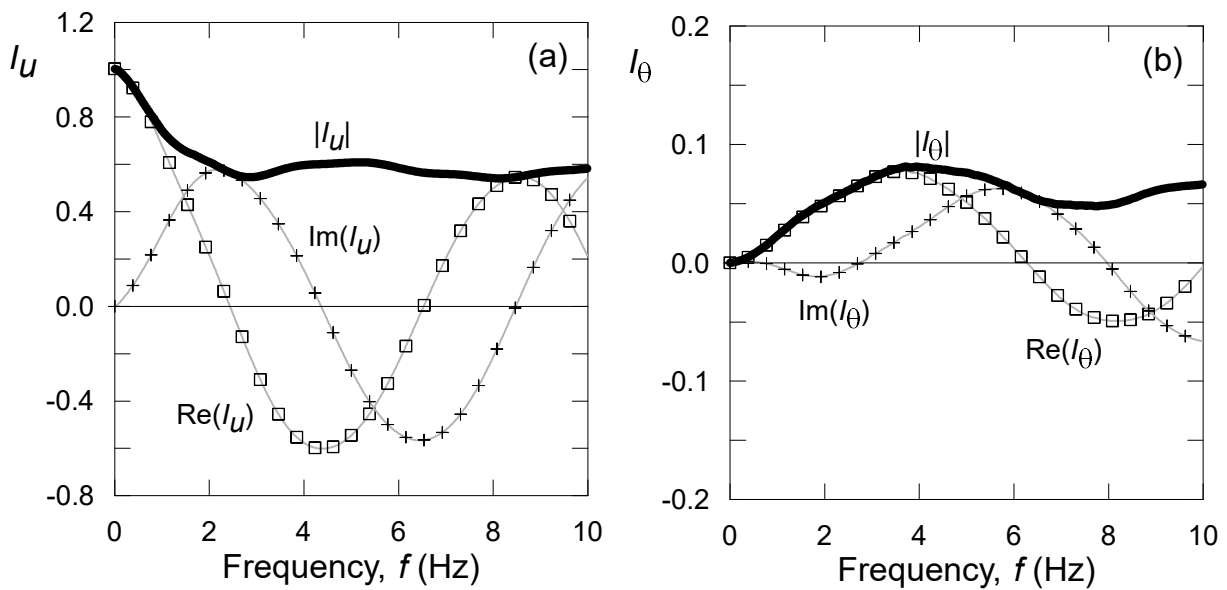 (a)
I_u
1.2
0.8
0.4
0.0
-0.4
-0.8
|I_u|
Im(I_u)
Re(I_u)
0 2 4 6 8 10
Frequency, f (Hz)
(b)
I_θ
0.2
0.1
0.0
-0.1
-0.2
|I_θ|
Im(I_θ)
Re(I_θ)
0 2 4 6 8 10
Frequency, f (Hz)